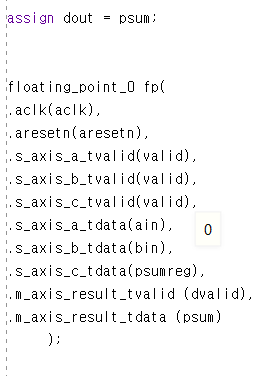 assign dout = psum;
floating_point_0 fp(
.aclk(aclk),
.aresetn(aresetn),
.s_axis_a_tvalid(valid),
.s_axis_b_tvalid(valid),
.s_axis_c_tvalid(valid),
.s_axis_a_tdata(ain),
.s_axis_b_tdata(bin),
.s_axis_c_tdata(psumreg),
.m_axis_result_tvalid (dvalid),
.m_axis_result_tdata (psum)
);
0